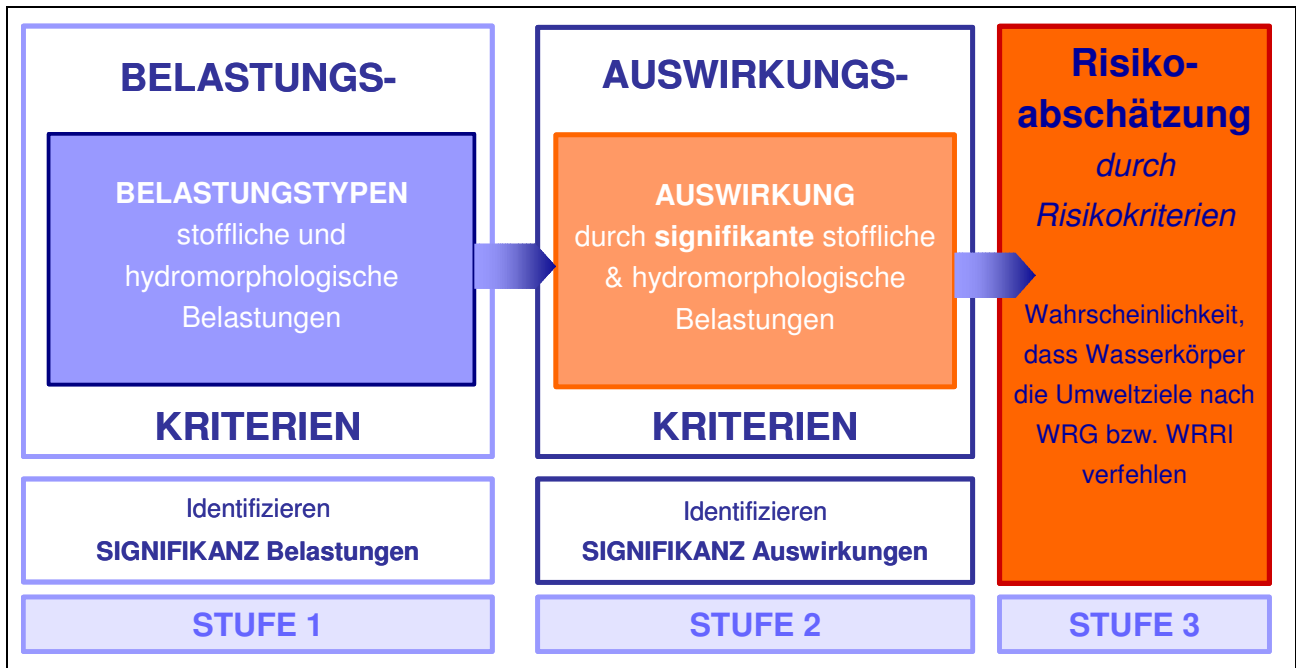 BELASTUNGS-
BELASTUNGSTYPEN
stoffliche und
hydromorphologische
Belastungen
KRITERIEN
Identifizieren
SIGNIFIKANZ Belastungen
STUFE 1
AUSWIRKUNGS-
AUSWIRKUNG
durch signifikante stoffliche
& hydromorphologische
Belastungen
KRITERIEN
Identifizieren
SIGNIFIKANZ Auswirkungen
STUFE 2
Risiko-
abschätzung
durch
Risikokriterien
Wahrscheinlichkeit,
dass Wasserkörper
die Umweltziele nach
WRG bzw. WRRl
verfehlen
STUFE 3